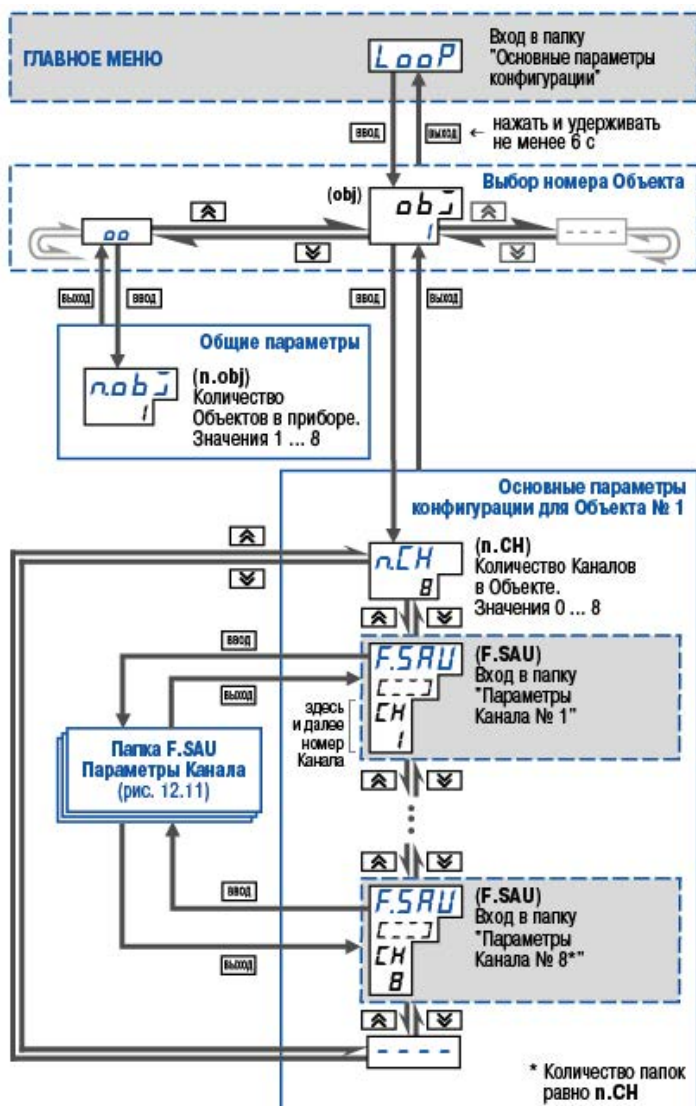 ГЛАВНОЕ МЕНЮ
LooP
Вход в папку
"Основные параметры
конфигурации"
ВВОД
ВЫХОД
← нажать и удерживать
не менее 6 с
Выбор номера Объекта
(obj)
obJ
1
oo
- - - -
ВЫХОД
ВВОД
ВВОД
ВЫХОД
Общие параметры
n.obJ
1
(n.obj)
Количество
Объектов в приборе.
Значения 1 ... 8
Основные параметры
конфигурации для Объекта № 1
n.CH
8
(n.CH)
Количество Каналов
в Объекте.
Значения 0 ... 8
ВВОД
ВЫХОД
F.SAU
[---]
CH
1
(F.SAU)
Вход в папку
"Параметры
Канала № 1"
здесь
и далее
номер
Канала
Папка F.SAU
Параметры Канала
(рис. 12.11)
ВВОД
ВЫХОД
F.SAU
[---]
CH
8
(F.SAU)
Вход в папку
"Параметры
Канала № 8*"
- - - -
* Количество папок
равно n.CH